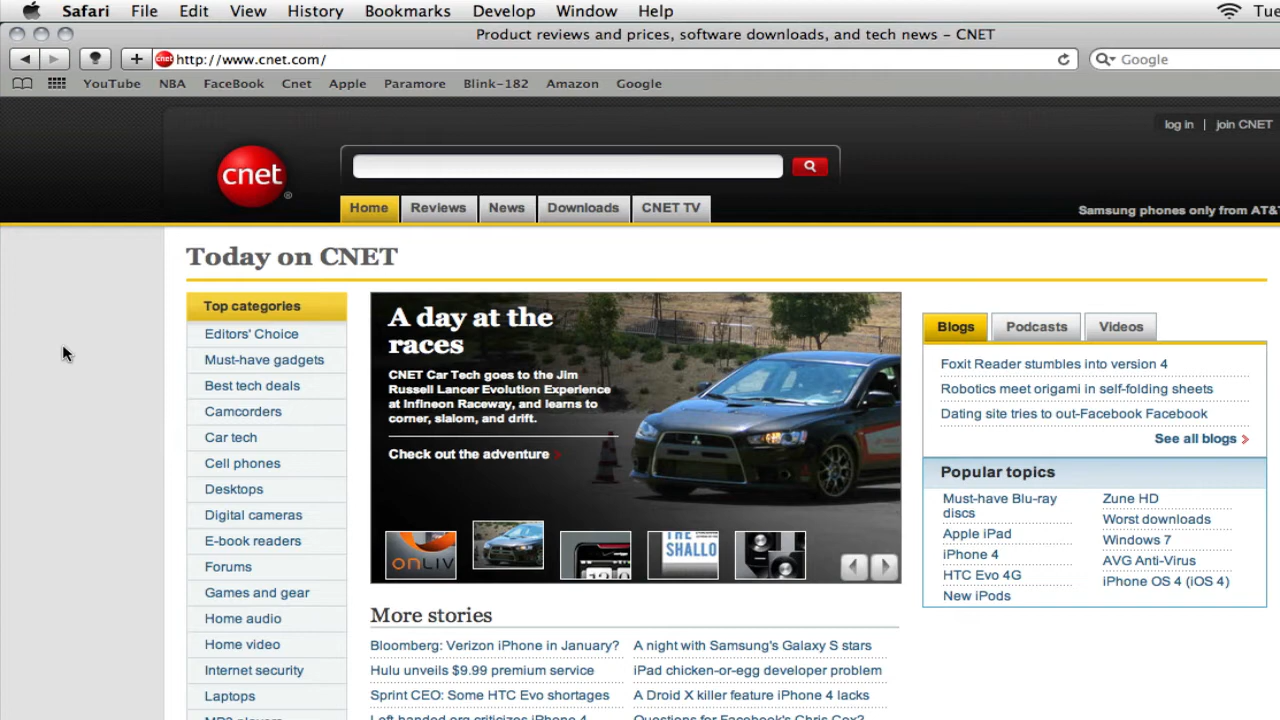 Safari File Edit View History Bookmarks Develop Window Help Tue
Product reviews and prices, software downloads, and tech news – CNET
cnet http://www.cnet.com/ Google
YouTube NBA FaceBook Cnet Apple Paramore Blink-182 Amazon Google
log in | join CNET
cnet ®
Home Reviews News Downloads CNET TV
Samsung phones only from AT&T
Today on CNET
Top categories
Editors' Choice
Must-have gadgets
Best tech deals
Camcorders
Car tech
Cell phones
Desktops
Digital cameras
E-book readers
Forums
Games and gear
Home audio
Home video
Internet security
Laptops
MP3 players
A day at the
races
CNET Car Tech goes to the Jim
Russell Lancer Evolution Experience
at Infineon Raceway, and learns to
corner, slalom, and drift.
Check out the adventure
ONLIV
THE
SHALLO
More stories
Bloomberg: Verizon iPhone in January?
Hulu unveils $9.99 premium service
Sprint CEO: Some HTC Evo shortages
Left handed org criticizes iPhone 4
A night with Samsung's Galaxy S stars
iPad chicken-or-egg developer problem
A Droid X killer feature iPhone 4 lacks
Questions for Facebook's Chris Cox?
Blogs Podcasts Videos
Foxit Reader stumbles into version 4
Robotics meet origami in self-folding sheets
Dating site tries to out-Facebook Facebook
See all blogs
Popular topics
Must-have Blu-ray
discs
Apple iPad
iPhone 4
HTC Evo 4G
New iPods
Zune HD
Worst downloads
Windows 7
AVG Anti-Virus
iPhone OS 4 (iOS 4)